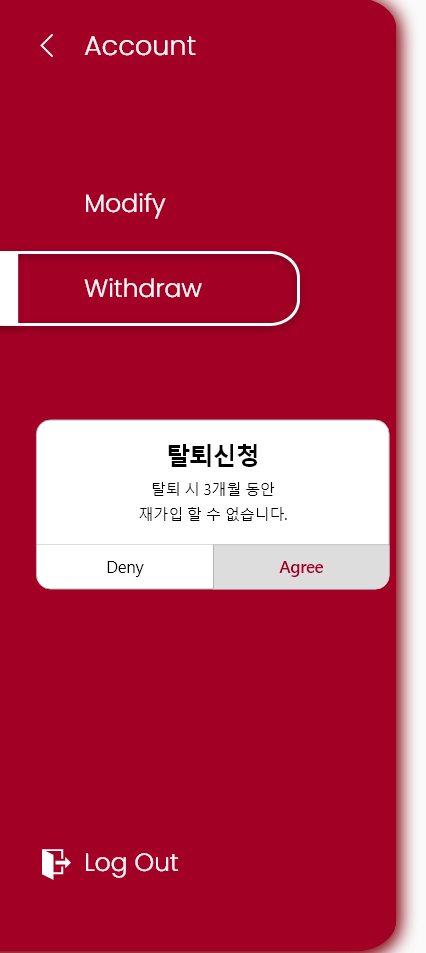 Account
Modify
Withdraw
탈퇴신청
탈퇴 시 3개월 동안
재가입 할 수 없습니다.
Deny
Agree
Log Out